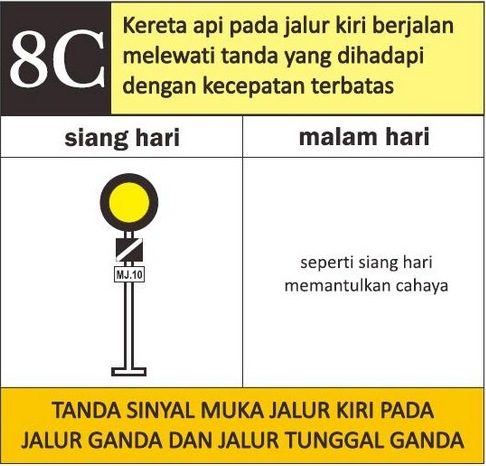 8C
Kereta api pada jalur kiri berjalan
melewati tanda yang dihadapi
dengan kecepatan terbatas
siang hari
malam hari
MJ.10
seperti siang hari
memantulkan cahaya
TANDA SINYAL MUKA JALUR KIRI PADA
JALUR GANDA DAN JALUR TUNGGAL GANDA